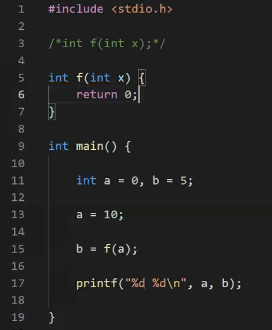 1 #include <stdio.h>
2
3 /*int f(int x);*/
4
5 int f(int x) {
6     return 0;
7 }
8
9 int main() {
10
11     int a = 0, b = 5;
12
13     a = 10;
14
15     b = f(a);
16
17     printf("%d %d\n", a, b);
18
19 }